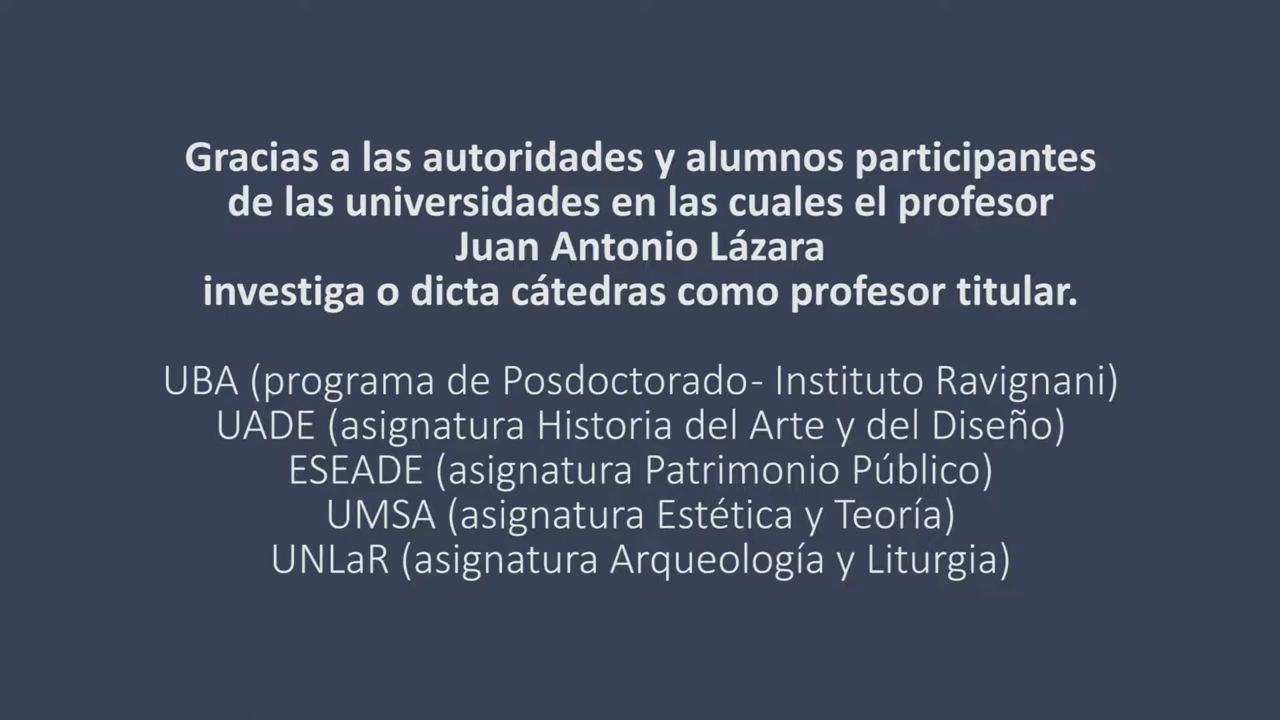 Gracias a las autoridades y alumnos participantes
de las universidades en las cuales el profesor
Juan Antonio Lázara
investiga o dicta cátedras como profesor titular.
UBA (programa de Posdoctorado- Instituto Ravignani)
UADE (asignatura Historia del Arte y del Diseño)
ESEADE (asignatura Patrimonio Público)
UMSA (asignatura Estética y Teoría)
UNLaR (asignatura Arqueología y Liturgia)